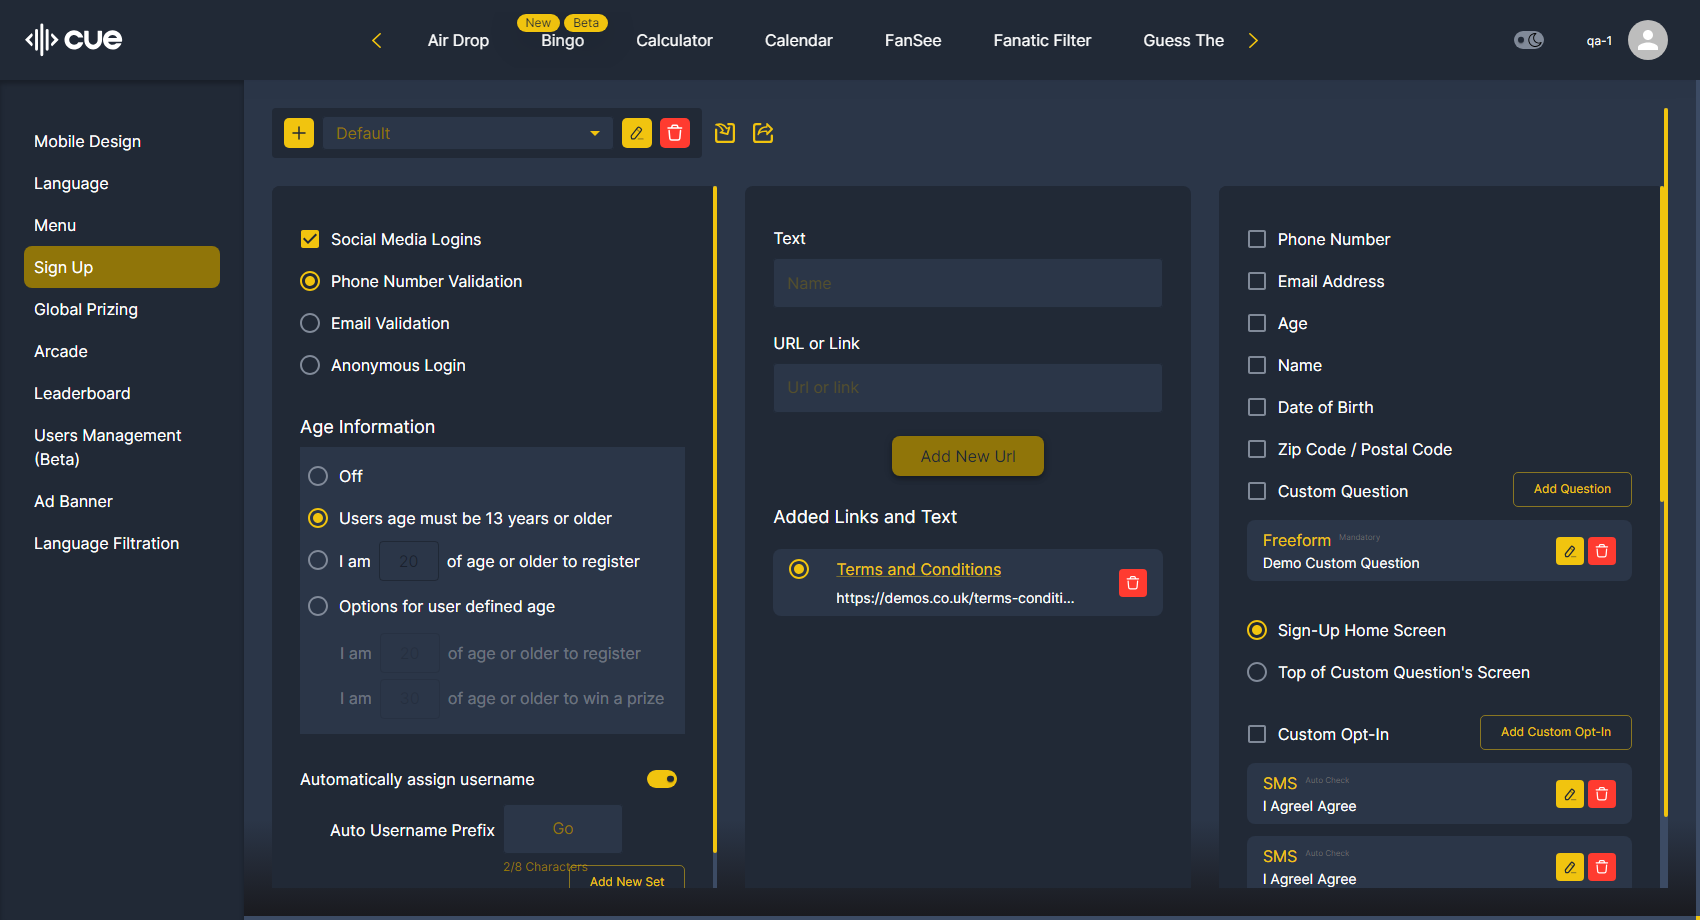 cue
New
Beta
Air Drop
Bingo
Calculator
Calendar
FanSee
Fanatic Filter
Guess The
qa-1
Mobile Design
Language
Menu
Sign Up
Global Prizing
Arcade
Leaderboard
Users Management
(Beta)
Ad Banner
Language Filtration
Default
Social Media Logins
Phone Number Validation
Email Validation
Anonymous Login
Age Information
Off
Users age must be 13 years or older
I am 20 of age or older to register
Options for user defined age
I am 20 of age or older to register
I am 30 of age or older to win a prize
Automatically assign username
Auto Username Prefix Go
2/8 Characters
Add New Set
Text
Name
URL or Link
Url or link
Add New Url
Added Links and Text
Terms and Conditions
https://demos.co.uk/terms-conditi...
Phone Number
Email Address
Age
Name
Date of Birth
Zip Code / Postal Code
Custom Question
Add Question
Freeform Mandatory
Demo Custom Question
Sign-Up Home Screen
Top of Custom Question's Screen
Custom Opt-In
Add Custom Opt-In
SMS Auto Check
I AgreeI Agree
SMS Auto Check
I AgreeI Agree